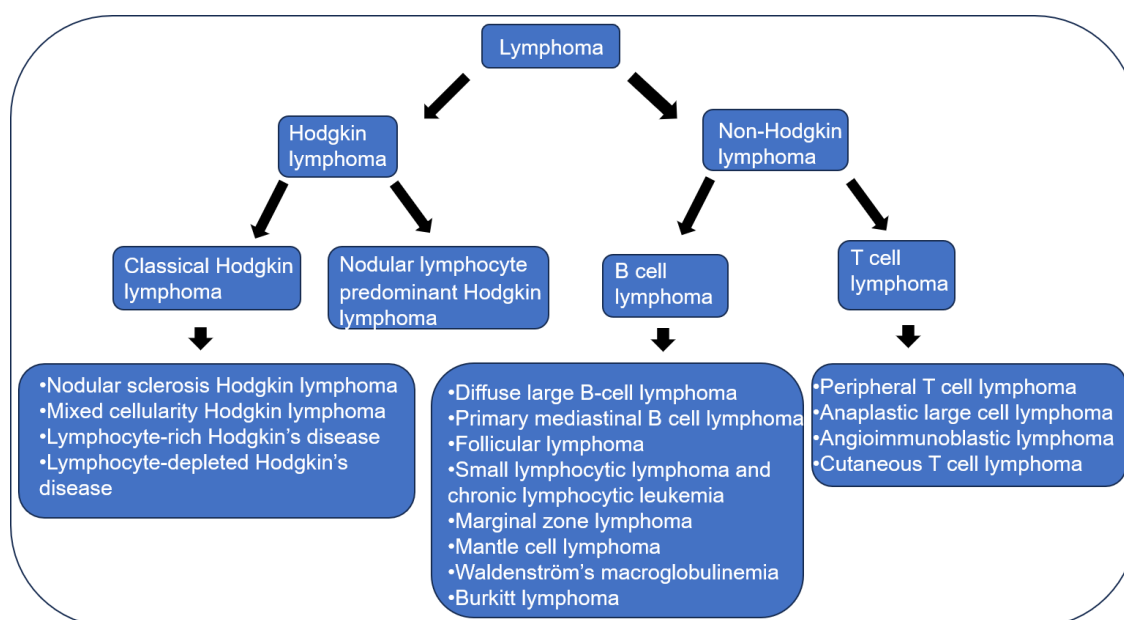 Lymphoma
Hodgkin
lymphoma
Non-Hodgkin
lymphoma
Classical Hodgkin
lymphoma
Nodular lymphocyte
predominant Hodgkin
lymphoma
B cell
lymphoma
T cell
lymphoma
•Nodular sclerosis Hodgkin lymphoma
•Mixed cellularity Hodgkin lymphoma
•Lymphocyte-rich Hodgkin's disease
•Lymphocyte-depleted Hodgkin's
disease
•Diffuse large B-cell lymphoma
•Primary mediastinal B cell lymphoma
•Follicular lymphoma
•Small lymphocytic lymphoma and
chronic lymphocytic leukemia
•Marginal zone lymphoma
•Mantle cell lymphoma
•Waldenström's macroglobulinemia
•Burkitt lymphoma
•Peripheral T cell lymphoma
•Anaplastic large cell lymphoma
•Angioimmunoblastic lymphoma
•Cutaneous T cell lymphoma